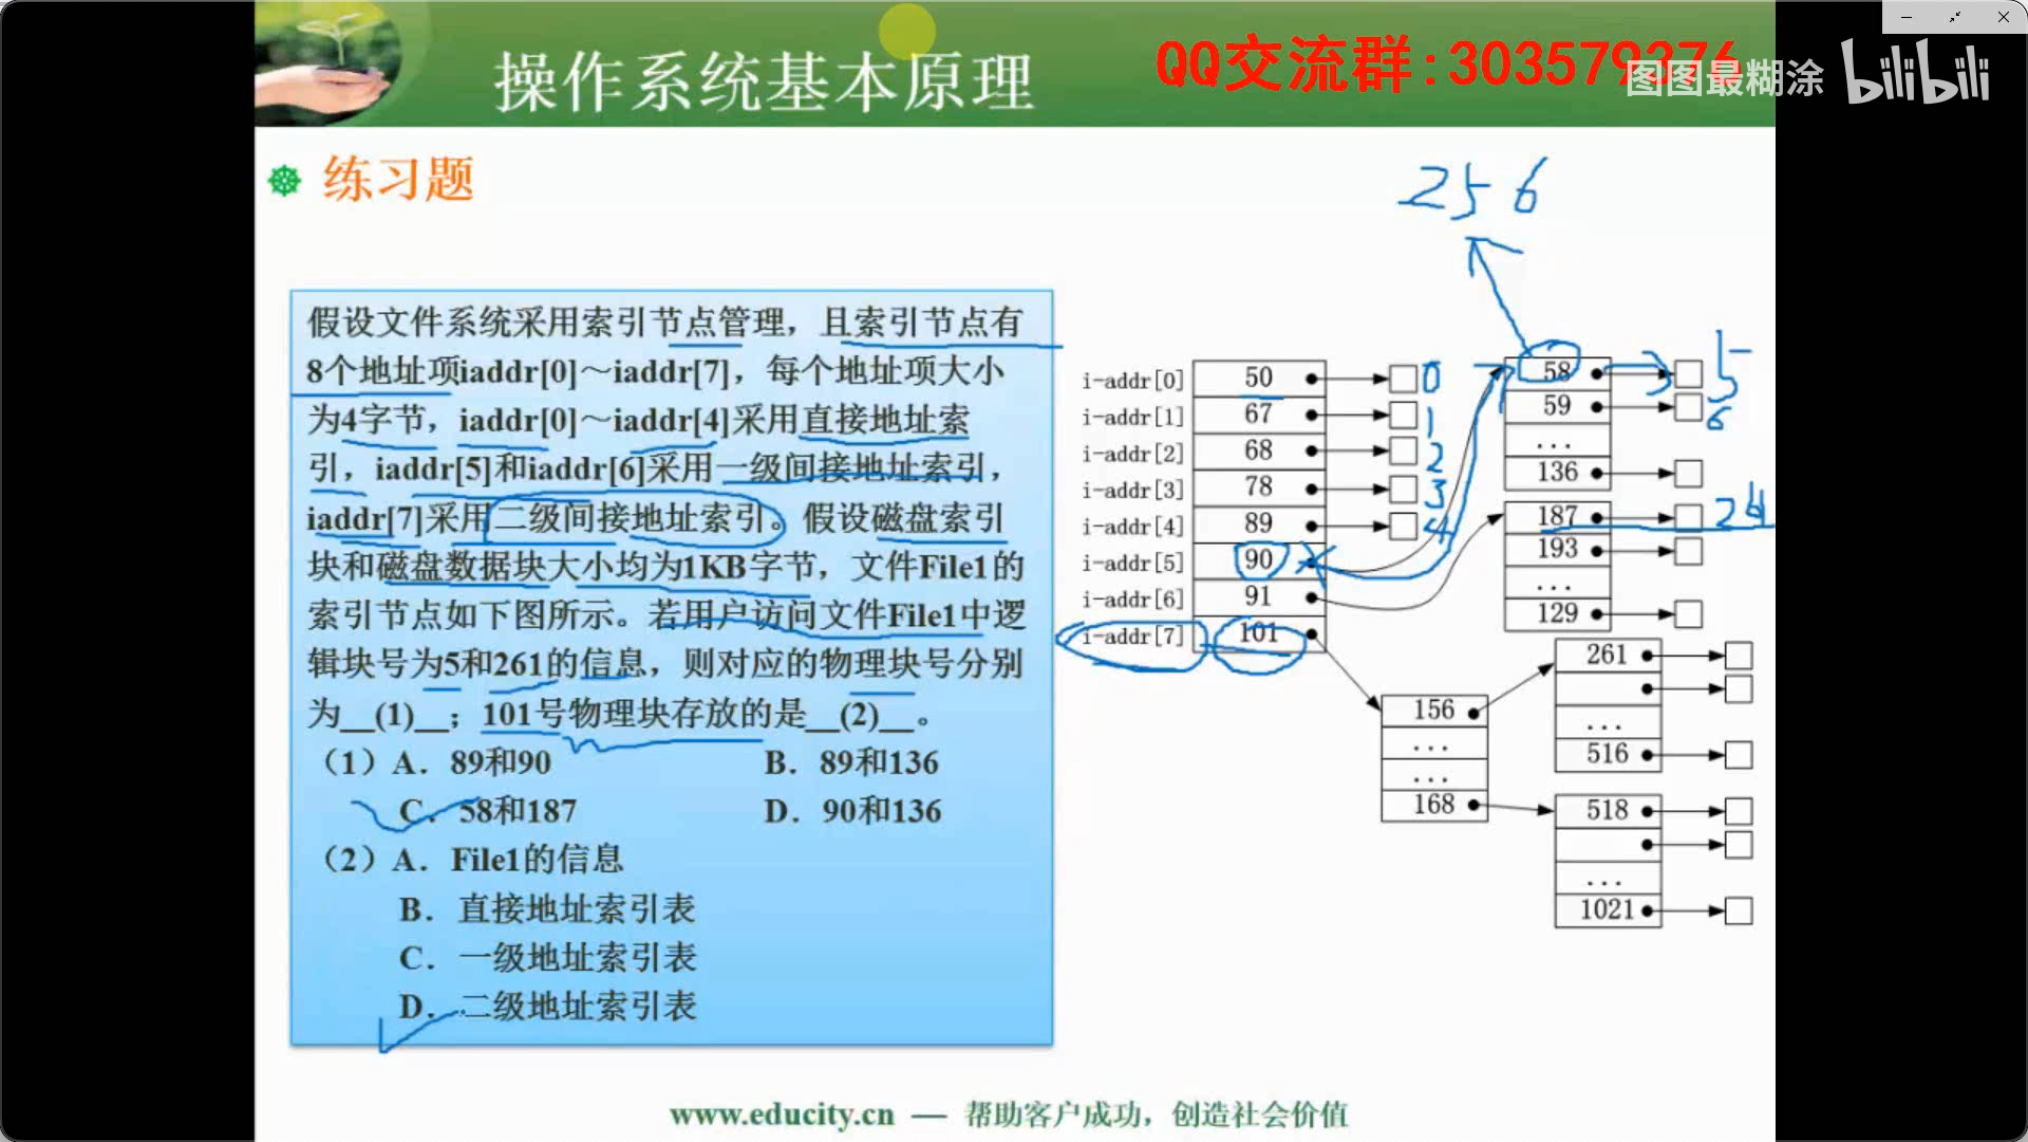 操作系统基本原理
QQ交流群:303579376
图图最糊涂 bilibili
练习题
256
假设文件系统采用索引节点管理，且索引节点有
8个地址项iaddr[0]～iaddr[7]，每个地址项大小
为4字节，iaddr[0]～iaddr[4]采用直接地址索
引，iaddr[5]和iaddr[6]采用一级间接地址索引，
iaddr[7]采用二级间接地址索引。假设磁盘索引
块和磁盘数据块大小均为1KB字节，文件File1的
索引节点如下图所示。若用户访问文件File1中逻
辑块号为5和261的信息，则对应的物理块号分别
为__(1)__；101号物理块存放的是__(2)__。
（1）A．89和90 B．89和136
C．58和187 D．90和136
（2）A．File1的信息
B．直接地址索引表
C．一级地址索引表
D．二级地址索引表
i-addr[0] 50 0
i-addr[1] 67 1
i-addr[2] 68 2
i-addr[3] 78 3
i-addr[4] 89 4
i-addr[5] 90
i-addr[6] 91
i-addr[7] 101
58 5
59 6
...
136
187
193
...
129
156
...
...
168
261
...
516
518
...
1021
www.educity.cn — 帮助客户成功，创造社会价值